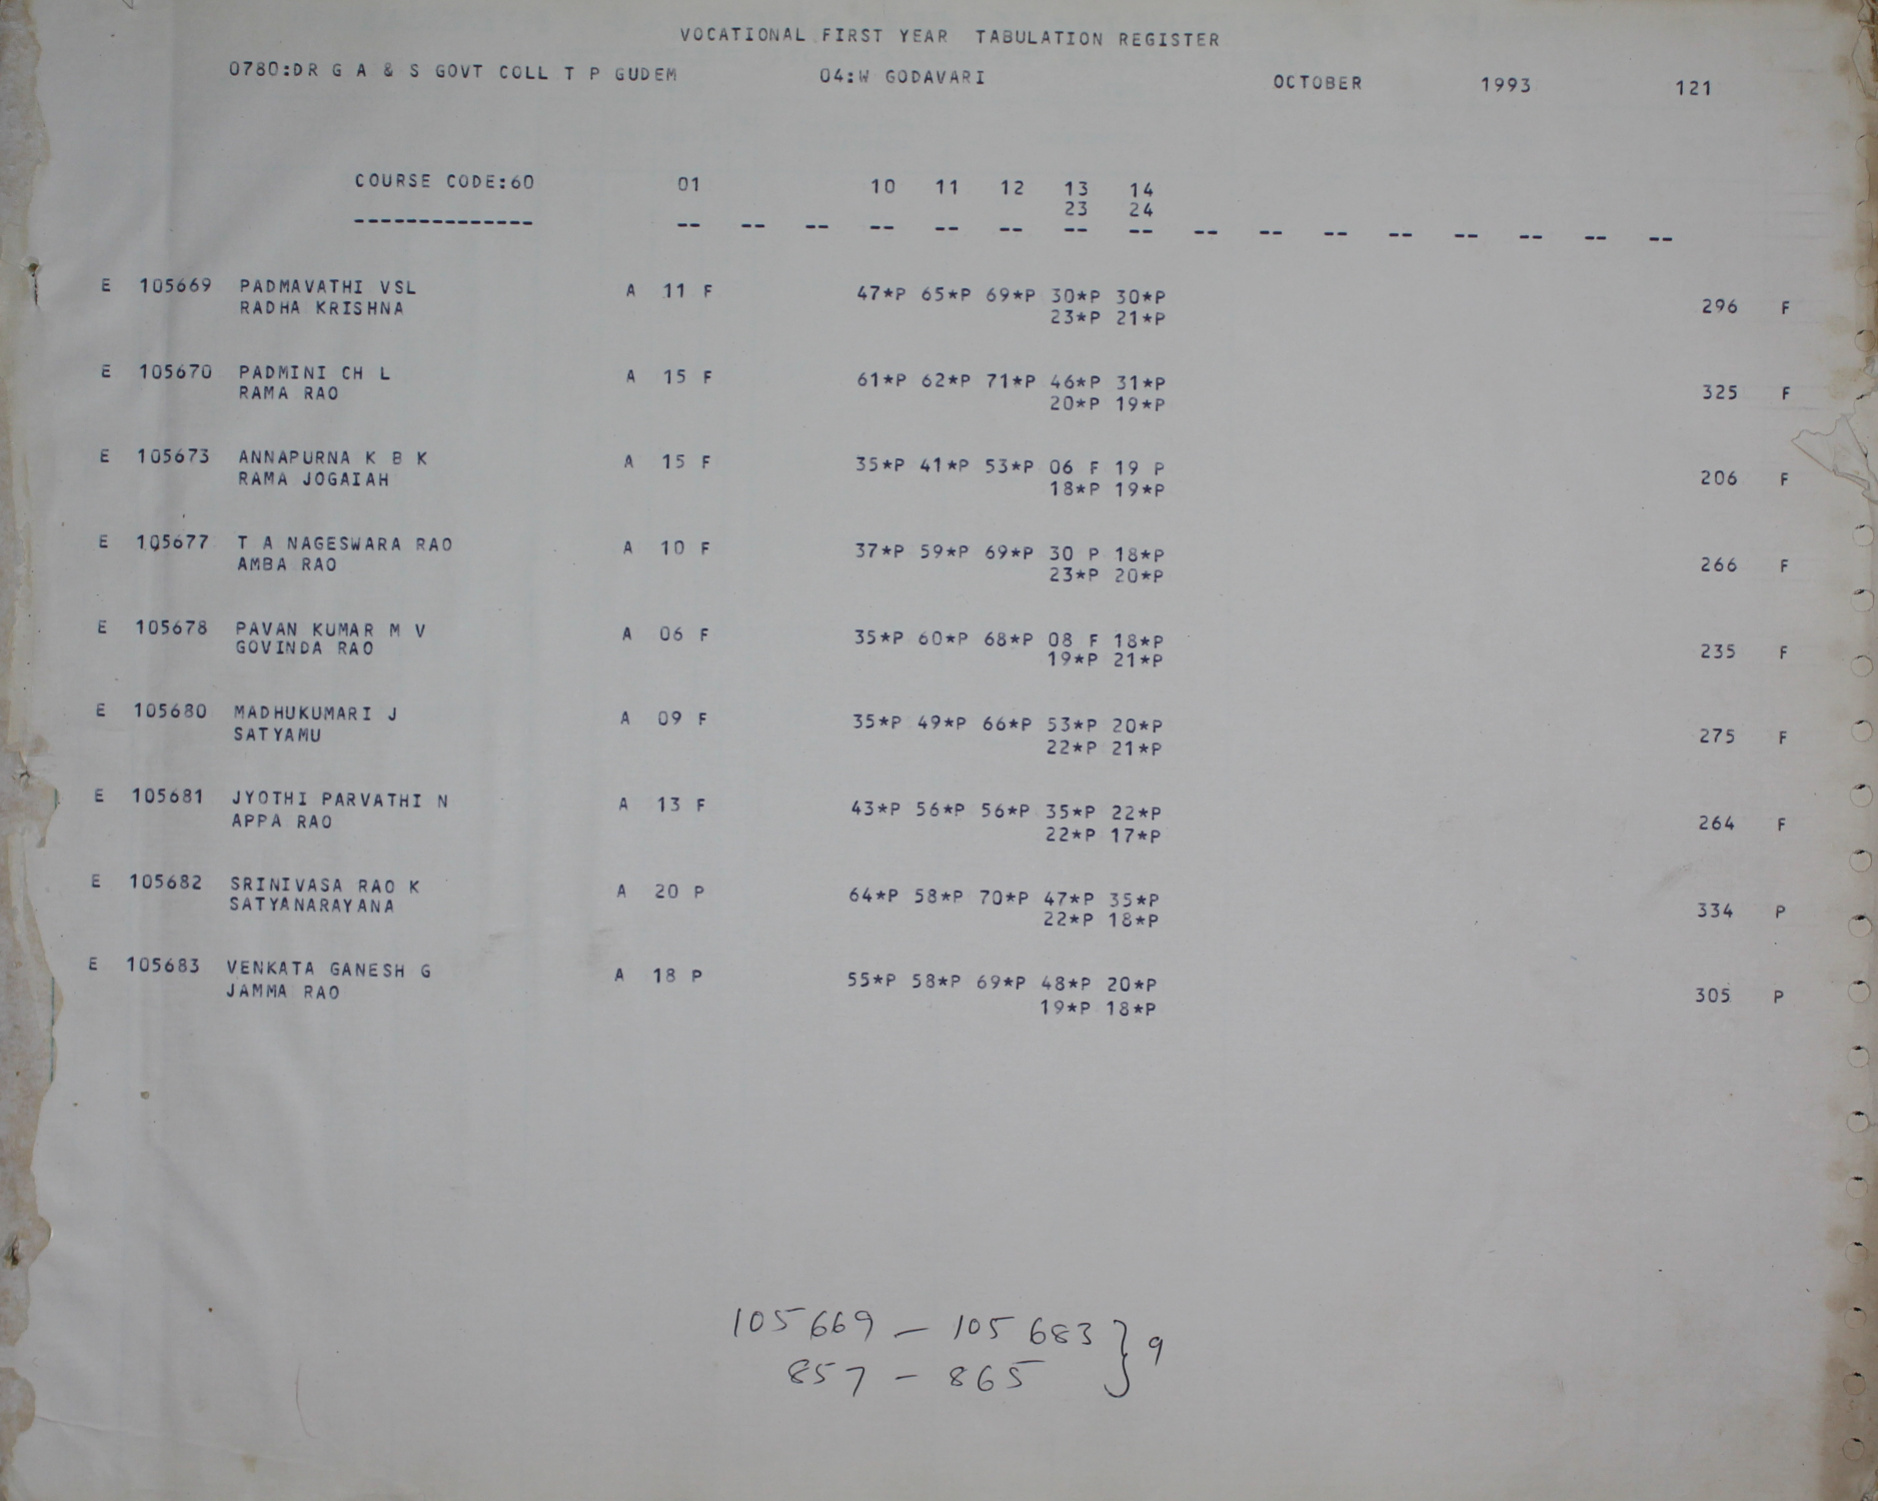 VOCATIONAL FIRST YEAR TABULATION REGISTER
0780:DR G A & S GOVT COLL T P GUDEM 04:W GODAVARI OCTOBER 1993 121
COURSE CODE:60 01 10 11 12 13 14
23 24
-------------- -- -- -- -- -- -- -- -- -- -- -- -- -- -- -- --
E 105669 PADMAVATHI VSL A 11 F 47*P 65*P 69*P 30*P 30*P
RADHA KRISHNA 23*P 21*P 296 F
E 105670 PADMINI CH L A 15 F 61*P 62*P 71*P 46*P 31*P
RAMA RAO 20*P 19*P 325 F
E 105673 ANNAPURNA K B K A 15 F 35*P 41*P 53*P 06 F 19 P
RAMA JOGAIAH 18*P 19*P 206 F
E 105677 T A NAGESWARA RAO A 10 F 37*P 59*P 69*P 30 P 18*P
AMBA RAO 23*P 20*P 266 F
E 105678 PAVAN KUMAR M V A 06 F 35*P 60*P 68*P 08 F 18*P
GOVINDA RAO 19*P 21*P 235 F
E 105680 MADHUKUMARI J A 09 F 35*P 49*P 66*P 53*P 20*P
SATYAMU 22*P 21*P 275 F
E 105681 JYOTHI PARVATHI N A 13 F 43*P 56*P 56*P 35*P 22*P
APPA RAO 22*P 17*P 264 F
E 105682 SRINIVASA RAO K A 20 P 64*P 58*P 70*P 47*P 35*P
SATYANARAYANA 22*P 18*P 334 P
E 105683 VENKATA GANESH G A 18 P 55*P 58*P 69*P 48*P 20*P
JAMMA RAO 19*P 18*P 305 P
105669 - 105683 } 9
857 - 865